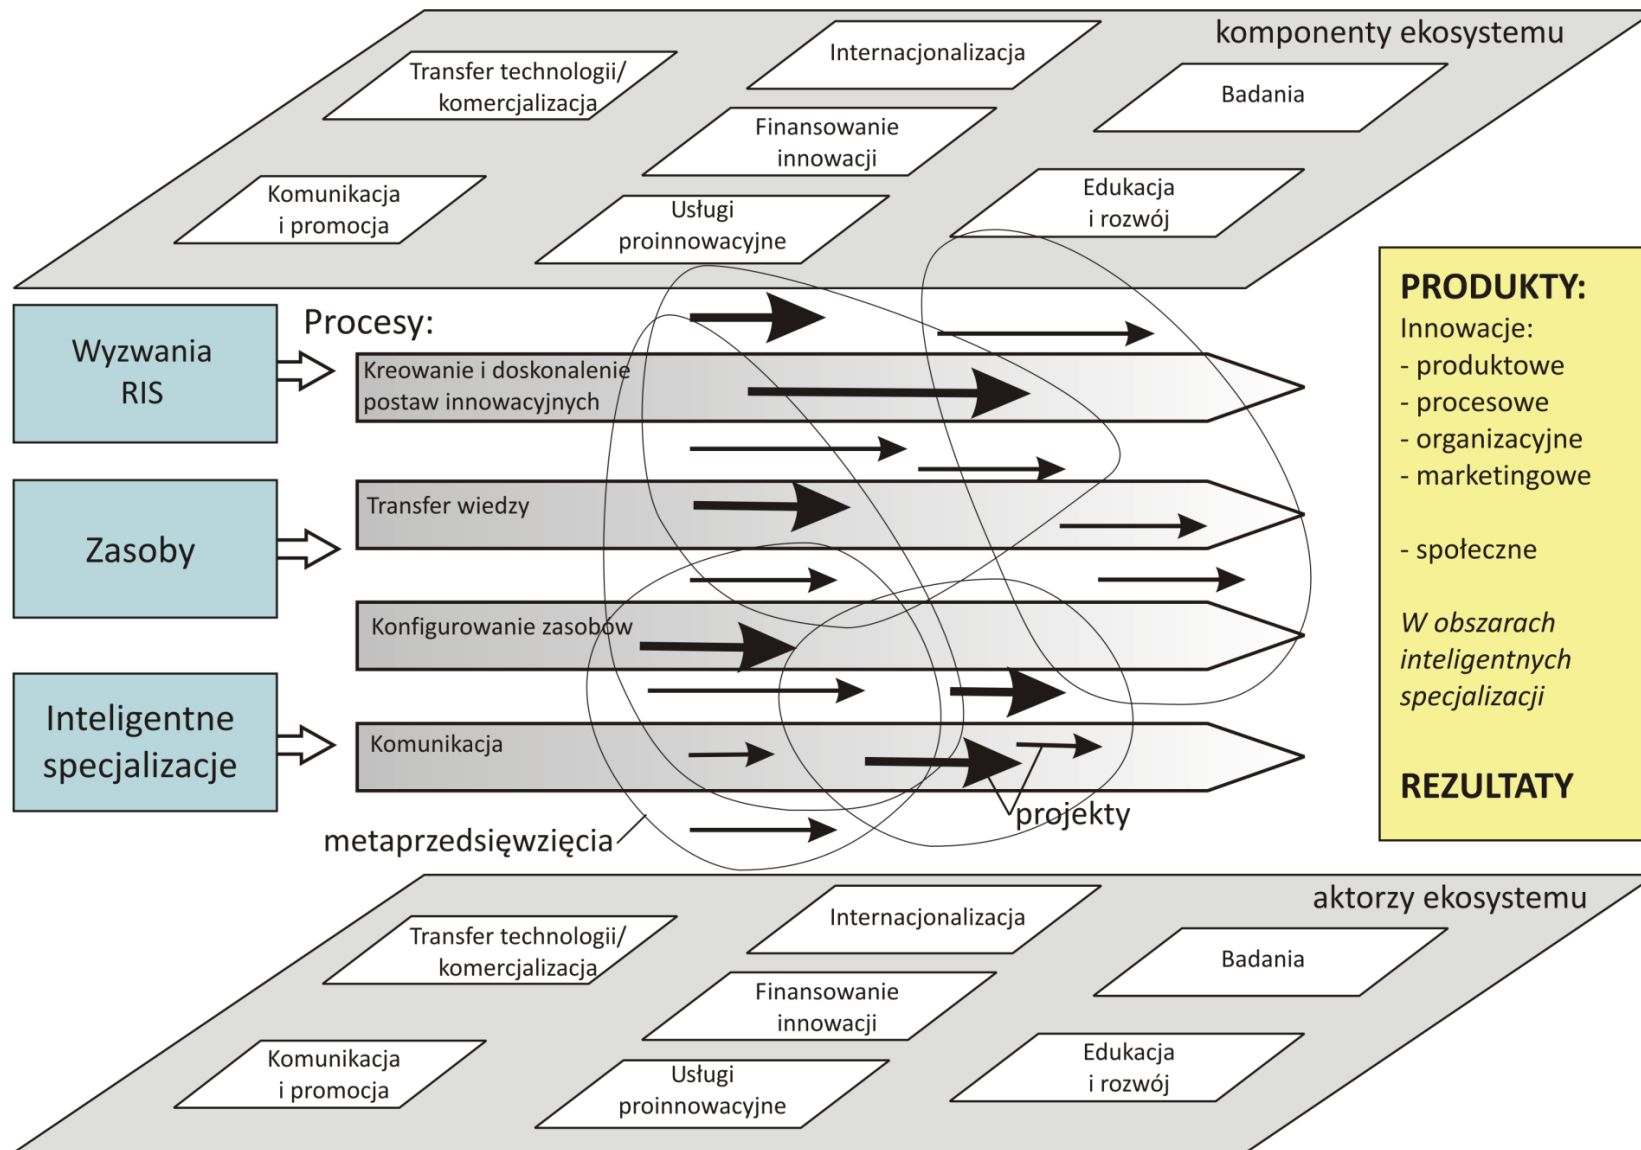 komponenty ekosystemu
Internacjonalizacja
Transfer technologii/
komercjalizacja
Badania
Finansowanie
innowacji
Komunikacja
i promocja
Usługi
proinnowacyjne
Edukacja
i rozwój
Wyzwania
RIS
Zasoby
Inteligentne
specjalizacje
Procesy:
Kreowanie i doskonalenie
postaw innowacyjnych
Transfer wiedzy
Konfigurowanie zasobów
Komunikacja
projekty
metaprzedsięwzięcia
PRODUKTY:
Innowacje:
- produktowe
- procesowe
- organizacyjne
- marketingowe
- społeczne
W obszarach
inteligentnych
specjalizacji
REZULTATY
aktorzy ekosystemu
Internacjonalizacja
Transfer technologii/
komercjalizacja
Badania
Finansowanie
innowacji
Komunikacja
i promocja
Usługi
proinnowacyjne
Edukacja
i rozwój